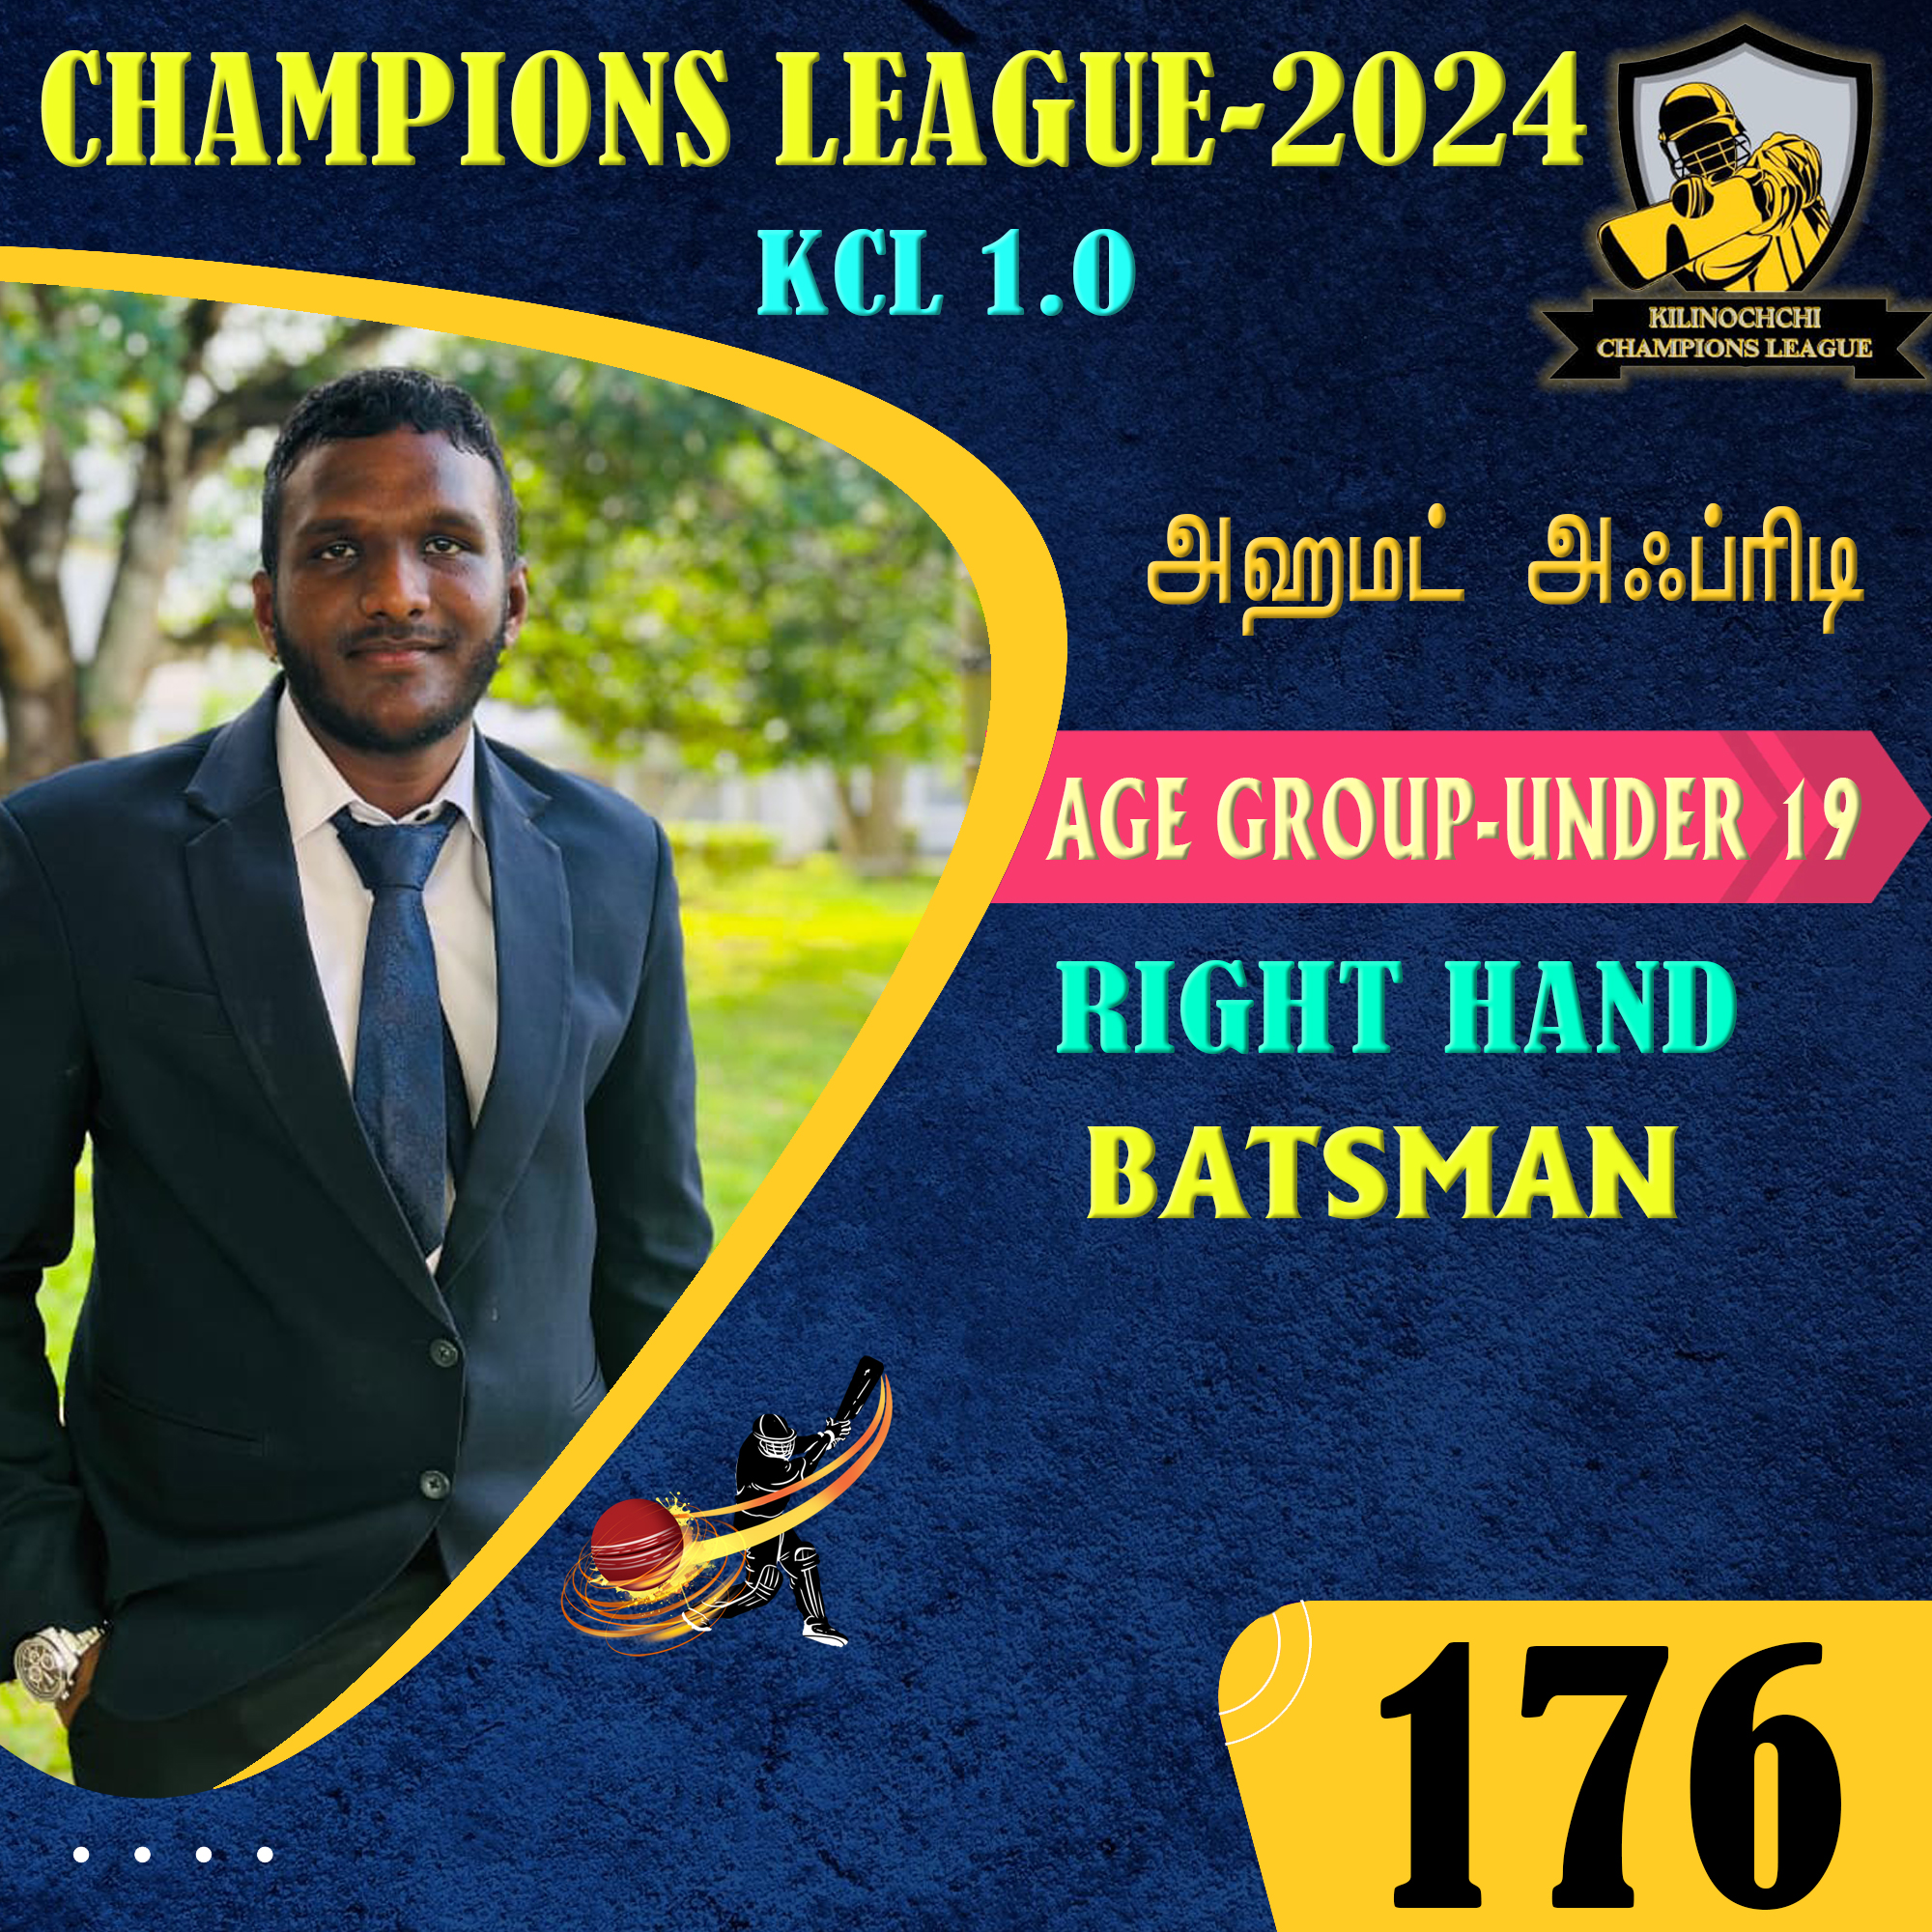 CHAMPIONS LEAGUE-2024
KCL 1.0
KILINOCHCHI
CHAMPIONS LEAGUE
அஹமட் அஃப்ரிடி
AGE GROUP-UNDER 19
RIGHT HAND
BATSMAN
176